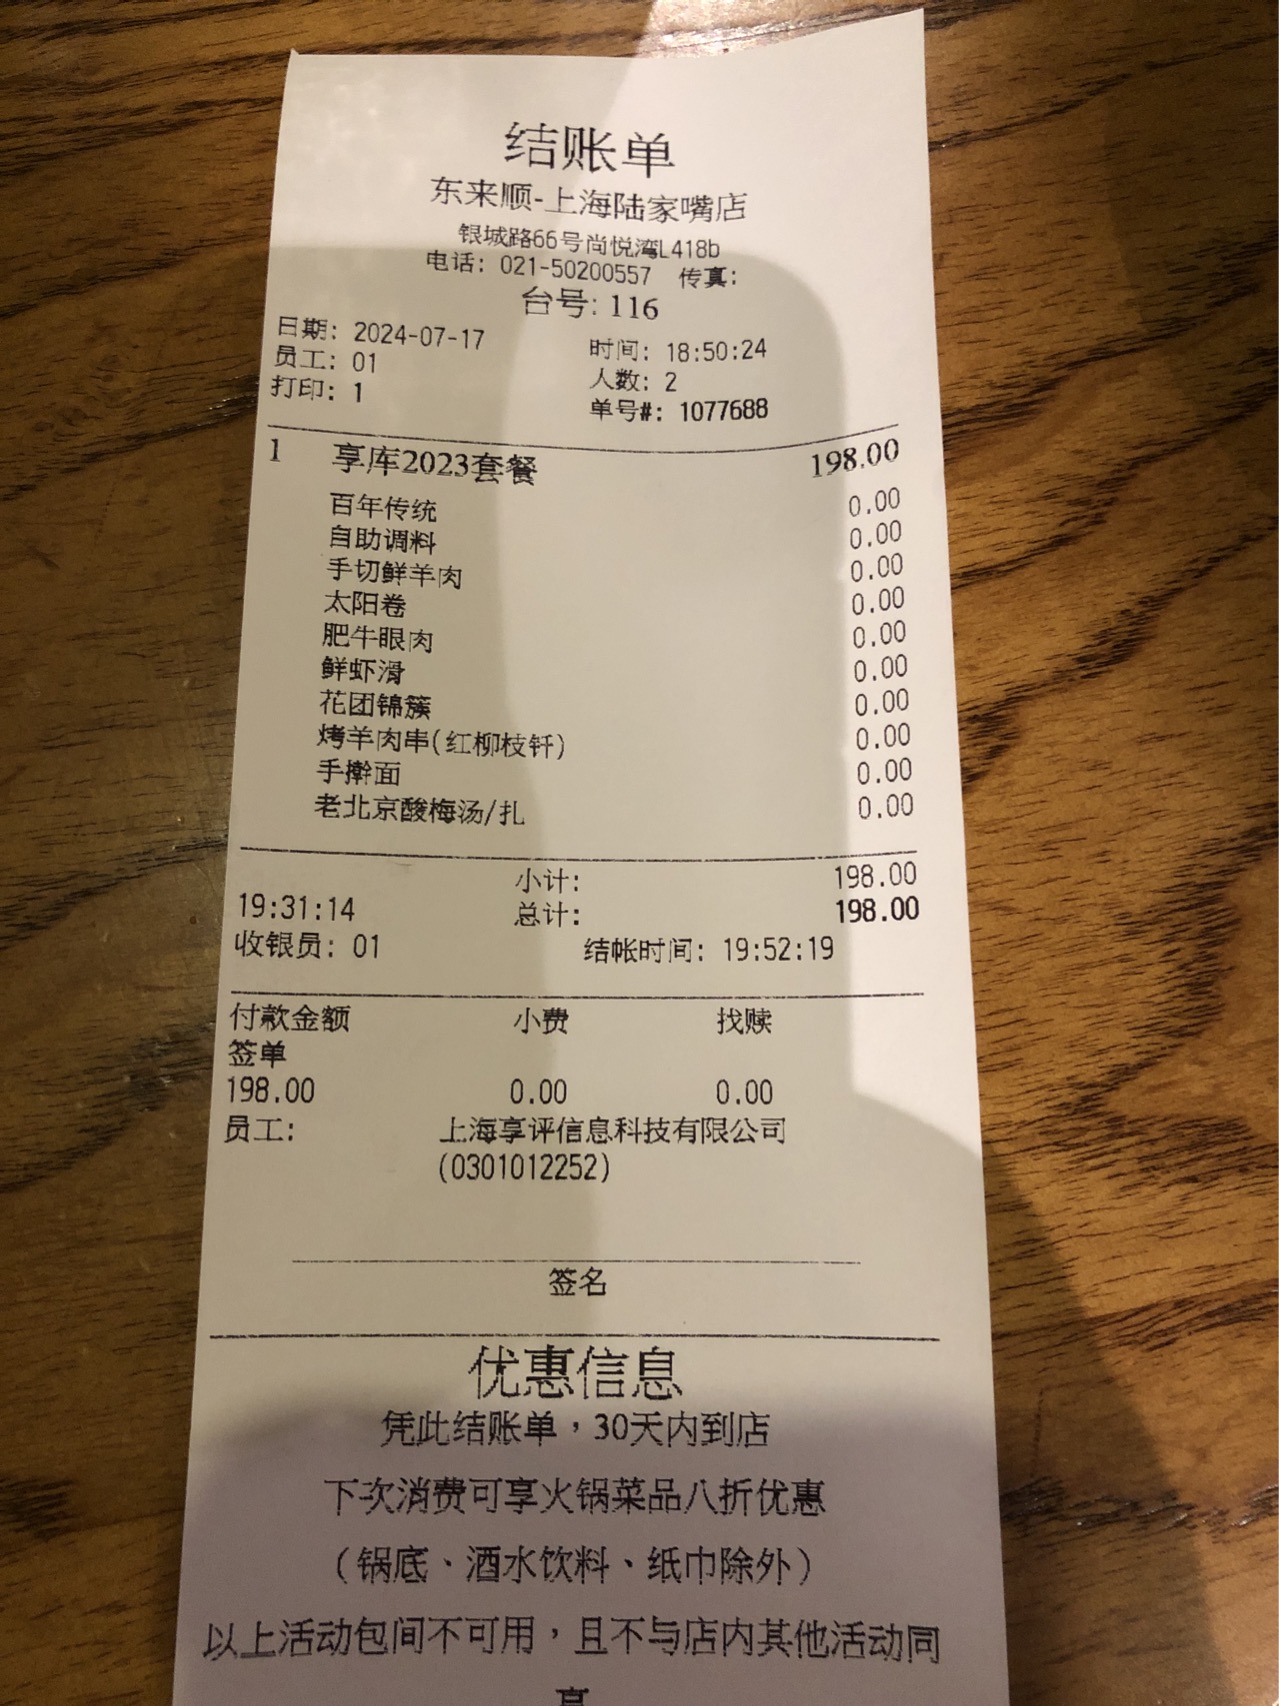 结账单
东来顺-上海陆家嘴店
银城路66号尚悦湾L418b
电话: 021-50200557 传真:
台号: 116
日期: 2024-07-17 时间: 18:50:24
员工: 01 人数: 2
打印: 1 单号#: 1077688
1 享库2023套餐 198.00
百年传统 0.00
自助调料 0.00
手切鲜羊肉 0.00
太阳卷 0.00
肥牛眼肉 0.00
鲜虾滑 0.00
花团锦簇 0.00
烤羊肉串(红柳枝钎) 0.00
手擀面 0.00
老北京酸梅汤/扎 0.00
小计: 198.00
19:31:14 总计: 198.00
收银员: 01 结帐时间: 19:52:19
付款金额 小费 找赎
签单
198.00 0.00 0.00
员工: 上海享评信息科技有限公司
(0301012252)
签名
优惠信息
凭此结账单，30天内到店
下次消费可享火锅菜品八折优惠
（锅底、酒水饮料、纸巾除外）
以上活动包间不可用，且不与店内其他活动同
享